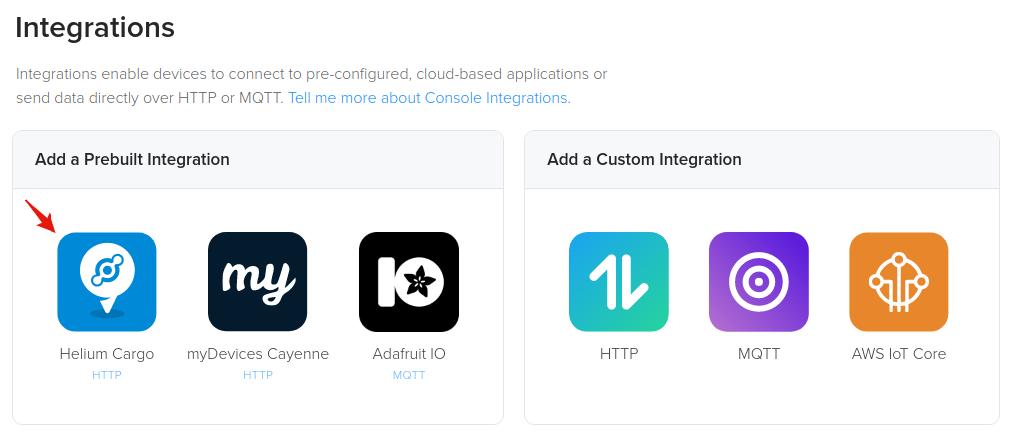 Integrations
Integrations enable devices to connect to pre-configured, cloud-based applications or
send data directly over HTTP or MQTT. Tell me more about Console Integrations.
Add a Prebuilt Integration
my
IO
Helium Cargo
HTTP
myDevices Cayenne
HTTP
Adafruit IO
MQTT
Add a Custom Integration
HTTP
MQTT
AWS IoT Core